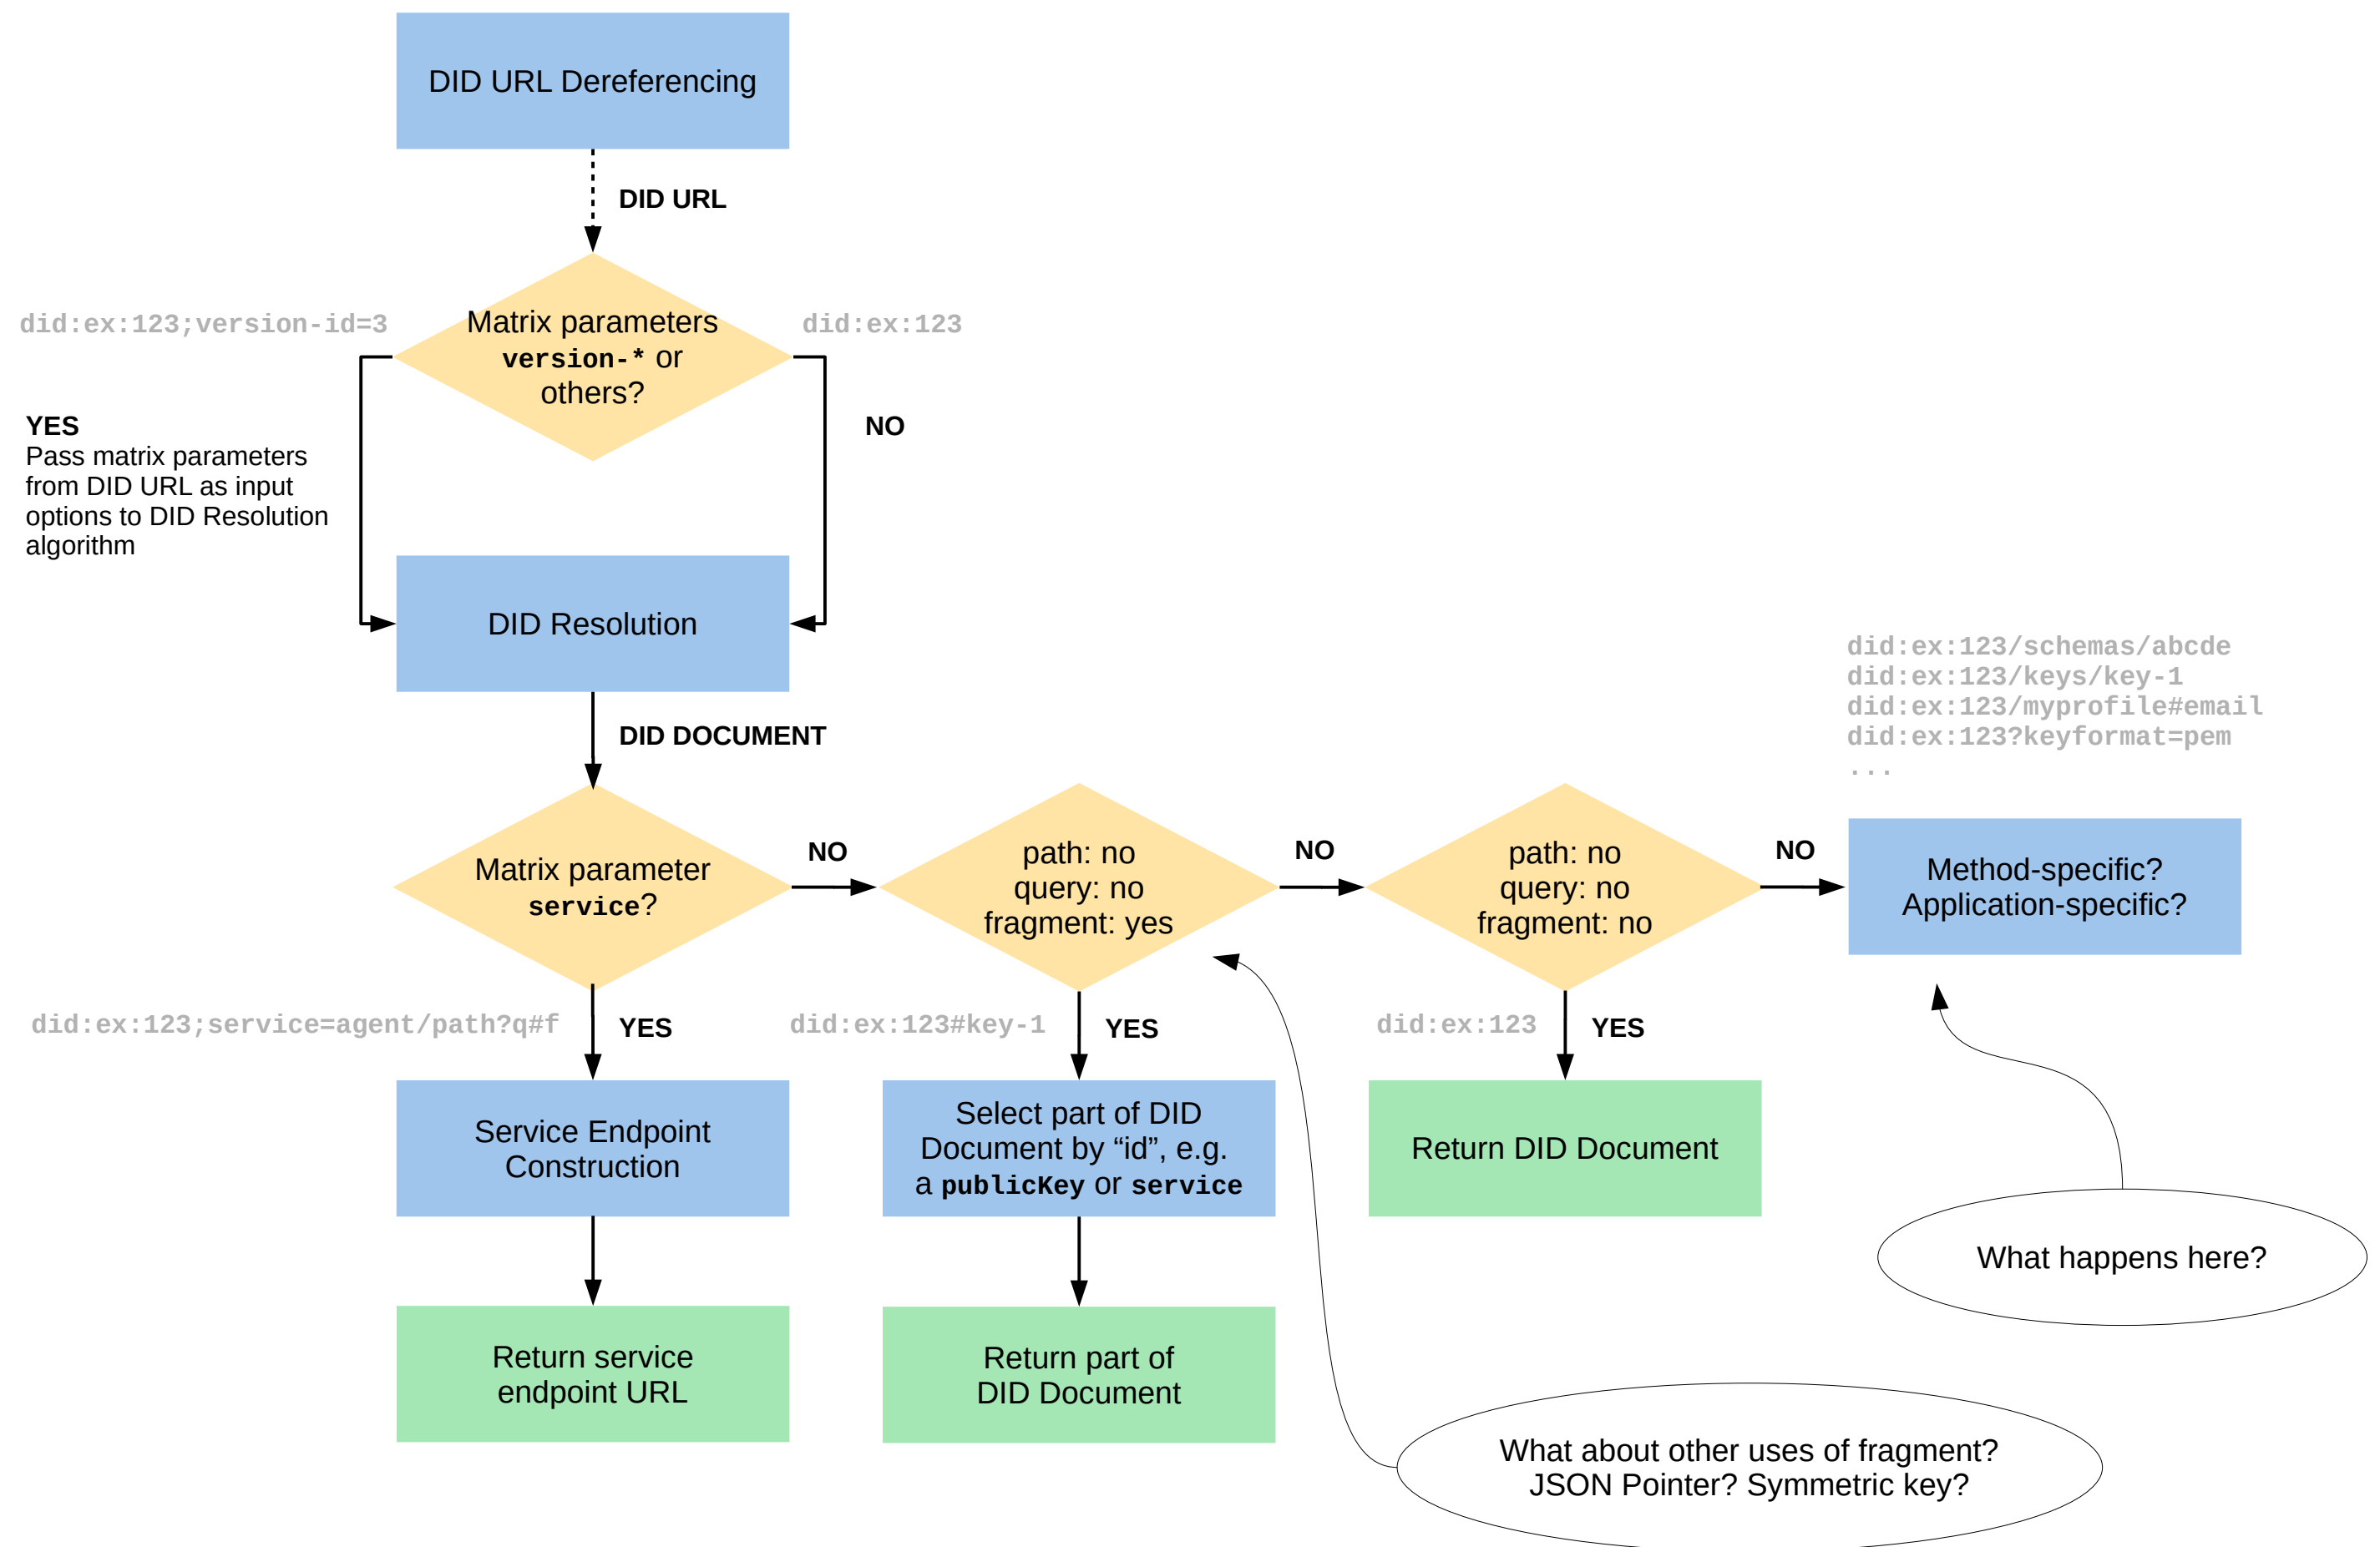 DID URL Dereferencing
DID URL
did:ex:123;version-id=3
Matrix parameters
version-* or
others?
did:ex:123
YES
Pass matrix parameters
from DID URL as input
options to DID Resolution
algorithm
NO
DID Resolution
DID DOCUMENT
did:ex:123/schemas/abcde
did:ex:123/keys/key-1
did:ex:123/myprofile#email
did:ex:123?keyformat=pem
...
Matrix parameter
service?
NO
path: no
query: no
fragment: yes
NO
path: no
query: no
fragment: no
NO
Method-specific?
Application-specific?
did:ex:123;service=agent/path?q#f
YES
did:ex:123#key-1
YES
did:ex:123
YES
Service Endpoint
Construction
Select part of DID
Document by “id”, e.g.
a publicKey or service
Return DID Document
What happens here?
Return service
endpoint URL
Return part of
DID Document
What about other uses of fragment?
JSON Pointer? Symmetric key?